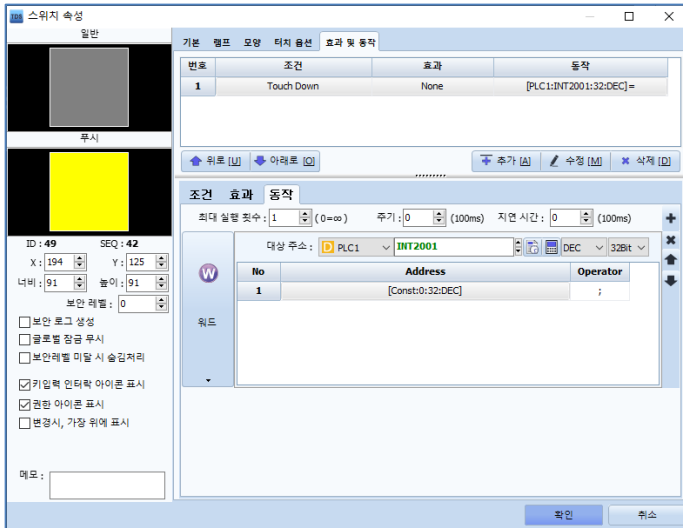 TDS 스위치 속성
일반
푸시
ID : 49 SEQ : 42
X : 194 Y : 125
너비 : 91 높이 : 91
보안 레벨 : 0
보안 로그 생성
글로벌 잠금 무시
보안레벨 미달 시 숨김처리
키입력 인터락 아이콘 표시
권한 아이콘 표시
변경시, 가장 위에 표시
메모 :
기본 램프 모양 터치 옵션 효과 및 동작
번호 조건 효과 동작
1 Touch Down None [PLC1:INT2001:32:DEC]=
위로 [U] 아래로 [O] 추가 [A] 수정 [M] 삭제 [D]
조건 효과 동작
최대 실행 횟수 : 1 ( 0=∞ ) 주기 : 0 (100ms) 지연 시간 : 0 (100ms)
대상 주소 : D PLC1 INT2001 DEC 32Bit
W
워드
No Address Operator
1 [Const:0:32:DEC] ;
확인 취소